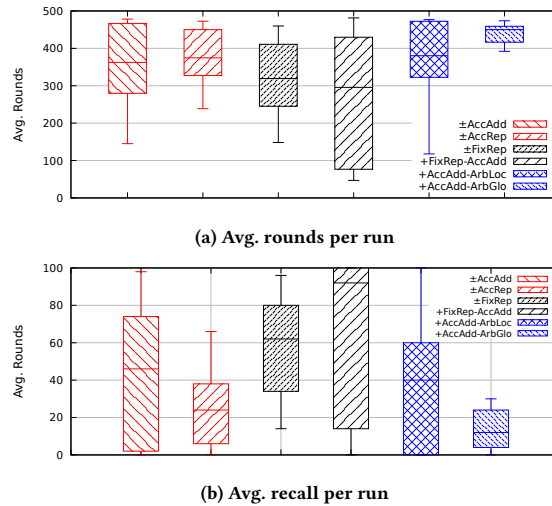 500
400
300
200
100
0
Avg. Rounds
±AccAdd
±AccRep
±FixRep
+FixRep-AccAdd
+AccAdd-ArbLoc
+AccAdd-ArbGlo
(a) Avg. rounds per run
100
80
60
40
20
0
Avg. Rounds
±AccAdd
±AccRep
±FixRep
+FixRep-AccAdd
+AccAdd-ArbLoc
+AccAdd-ArbGlo
(b) Avg. recall per run